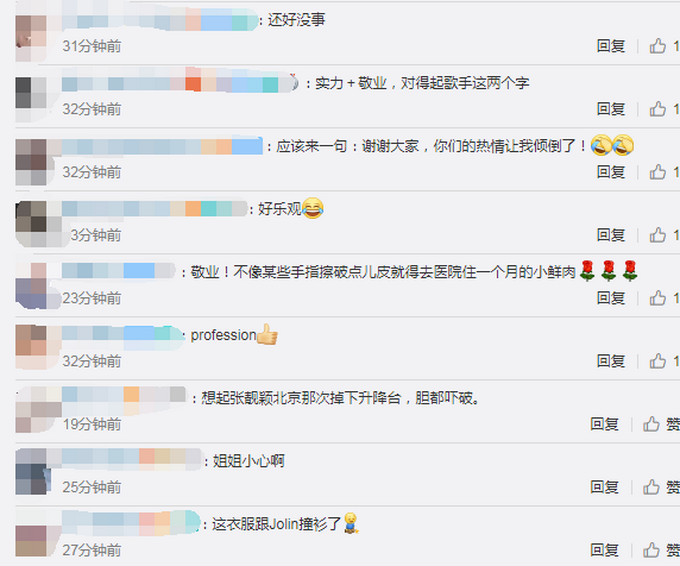 ：还好没事
31分钟前 回复 1
：实力＋敬业，对得起歌手这两个字
32分钟前 回复 1
：应该来一句：谢谢大家，你们的热情让我倾倒了！🤣🤣
32分钟前 回复 1
：好乐观😂
3分钟前 回复 1
：敬业！不像某些手指擦破点儿皮就得去医院住一个月的小鲜肉🌹🌹🌹
23分钟前 回复 1
：profession👍
32分钟前 回复 1
：想起张靓颖北京那次掉下升降台，胆都吓破。
19分钟前 回复 赞
：姐姐小心啊
25分钟前 回复 赞
：这衣服跟Jolin撞衫了
27分钟前 回复 赞